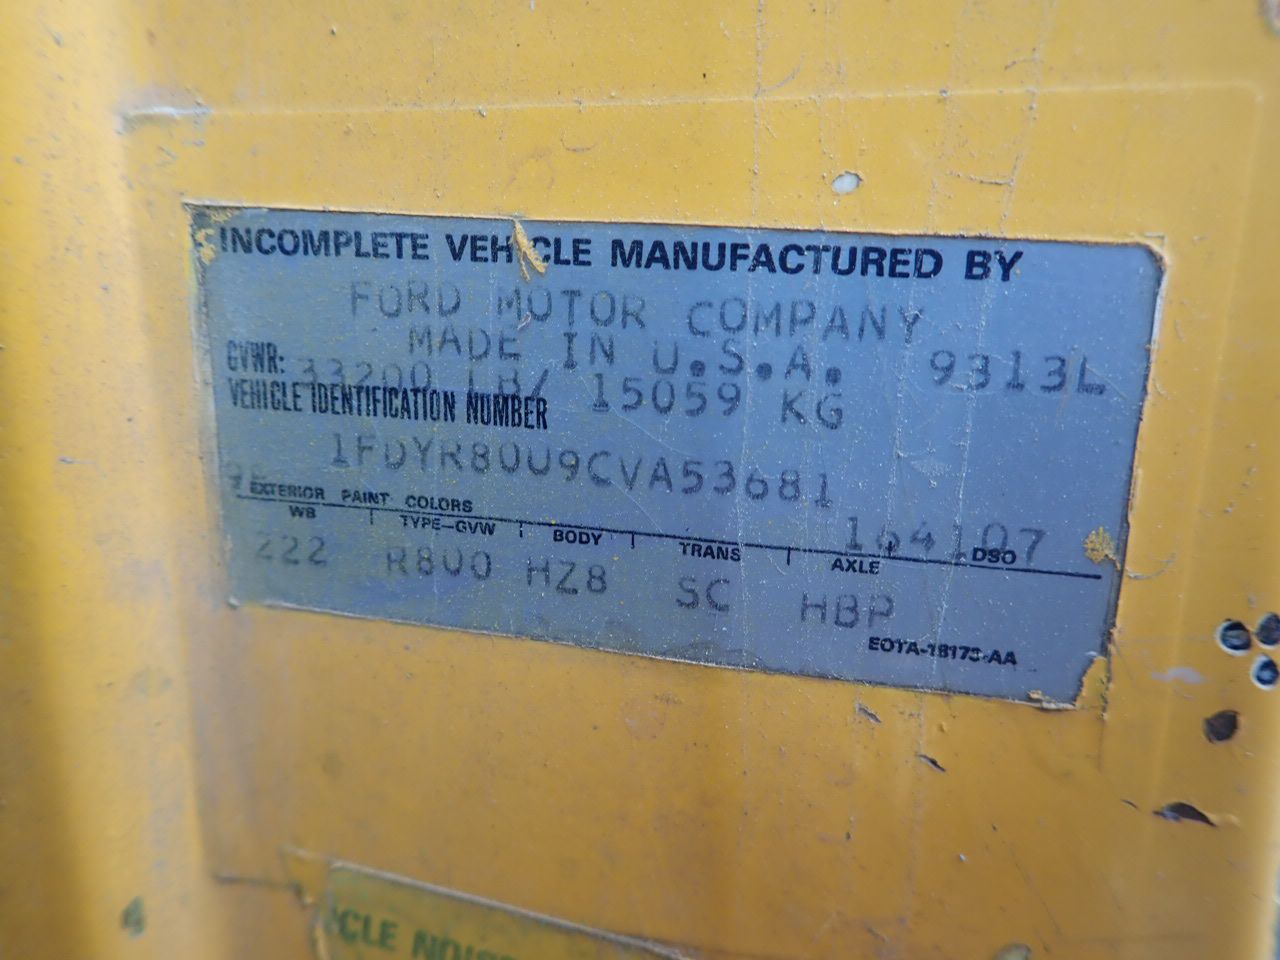 INCOMPLETE VEHICLE MANUFACTURED BY
FORD MOTOR COMPANY
MADE IN U.S.A. 9313L
GVWR: 33200 LB/ 15059 KG
VEHICLE IDENTIFICATION NUMBER
1FDYR80U9CVA53681
EXTERIOR PAINT COLORS 164107 DSO
WB TYPE-GVW BODY TRANS AXLE
222 R800 HZ8 SC HBP
EOTA-18173-AA